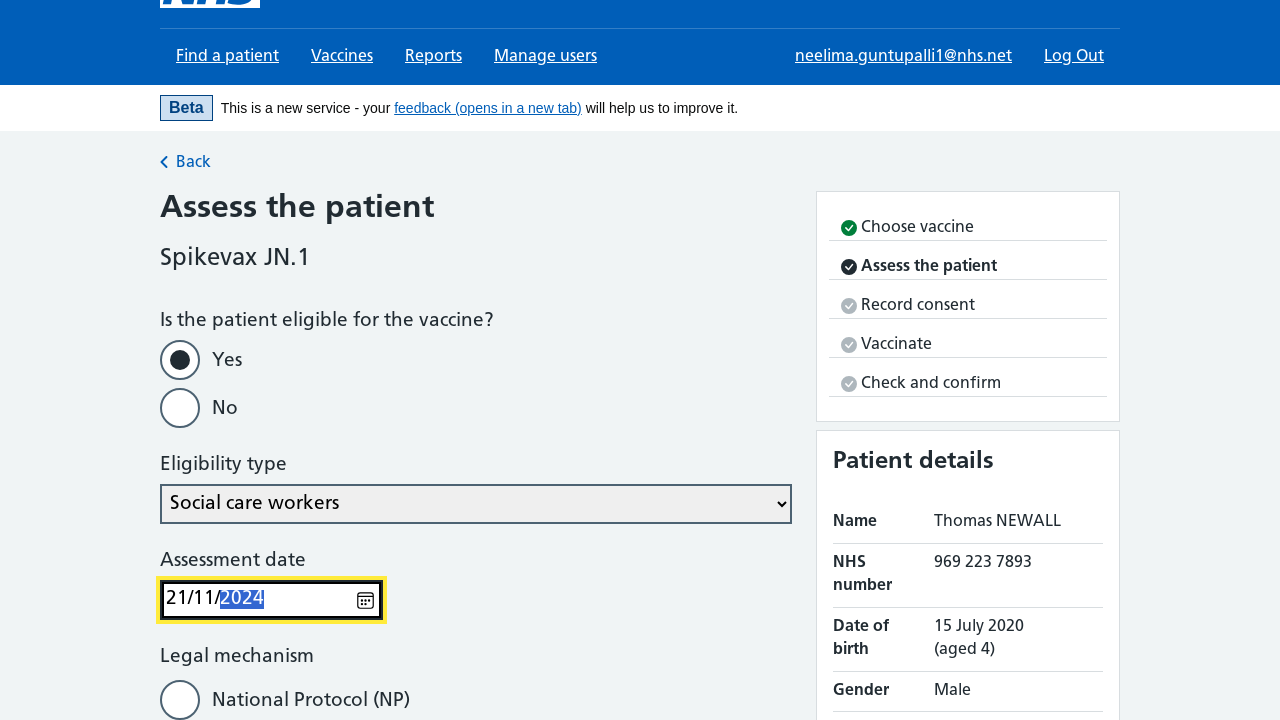 NHS
Find a patient Vaccines Reports Manage users neelima.guntupalli1@nhs.net Log Out
Beta This is a new service - your feedback (opens in a new tab) will help us to improve it.
Back
Assess the patient
Spikevax JN.1
Is the patient eligible for the vaccine?
Yes
No
Eligibility type
Social care workers
Assessment date
21/11/2024
Legal mechanism
National Protocol (NP)
Choose vaccine
Assess the patient
Record consent
Vaccinate
Check and confirm
Patient details
Name Thomas NEWALL
NHS number 969 223 7893
Date of birth 15 July 2020 (aged 4)
Gender Male